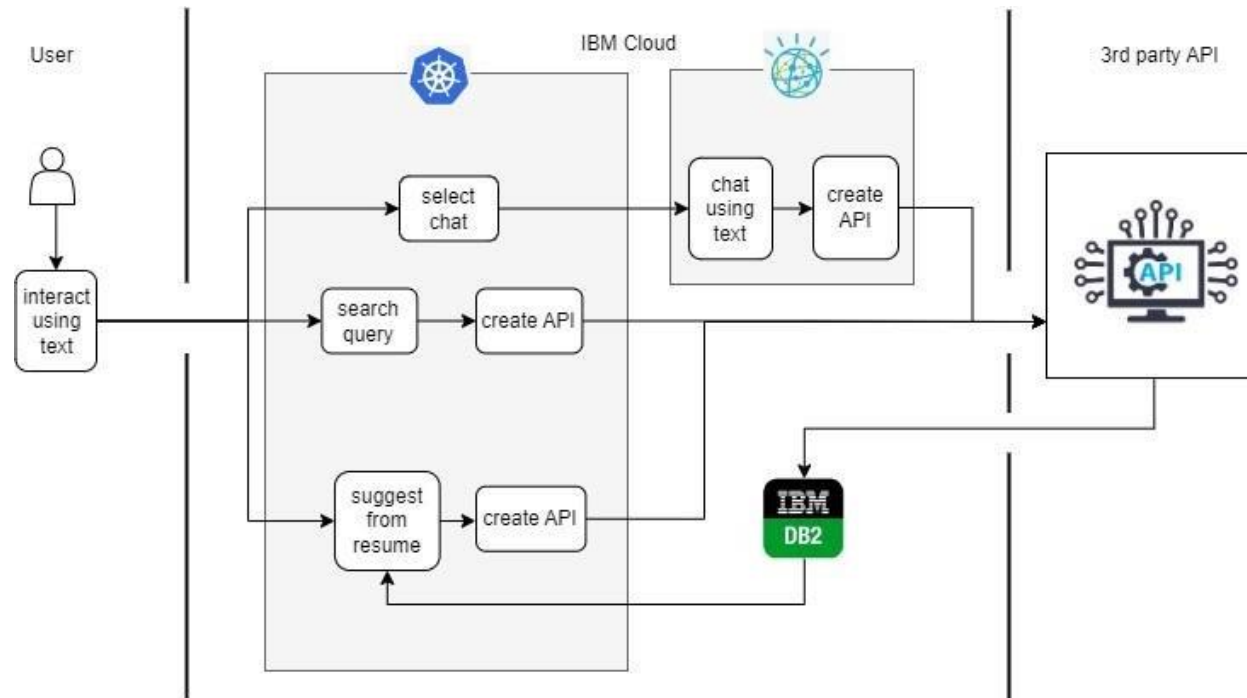 User
IBM Cloud
3rd party API
select
chat
chat
using
text
create
API
API
interact
using
text
search
query
create API
suggest
from
resume
create API
IBM
DB2